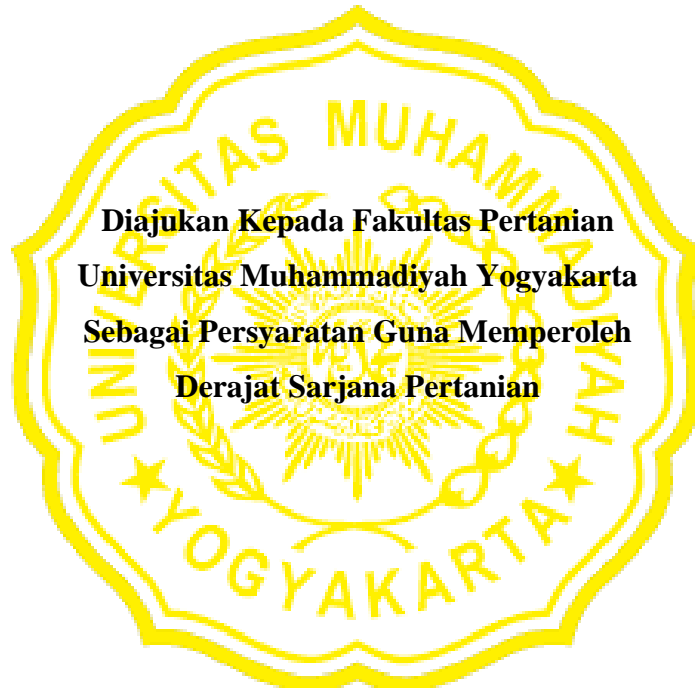 UNIVERSITAS MUHAMMADIYAH
Diajukan Kepada Fakultas Pertanian
Universitas Muhammadiyah Yogyakarta
Sebagai Persyaratan Guna Memperoleh
Derajat Sarjana Pertanian
YOGYAKARTA